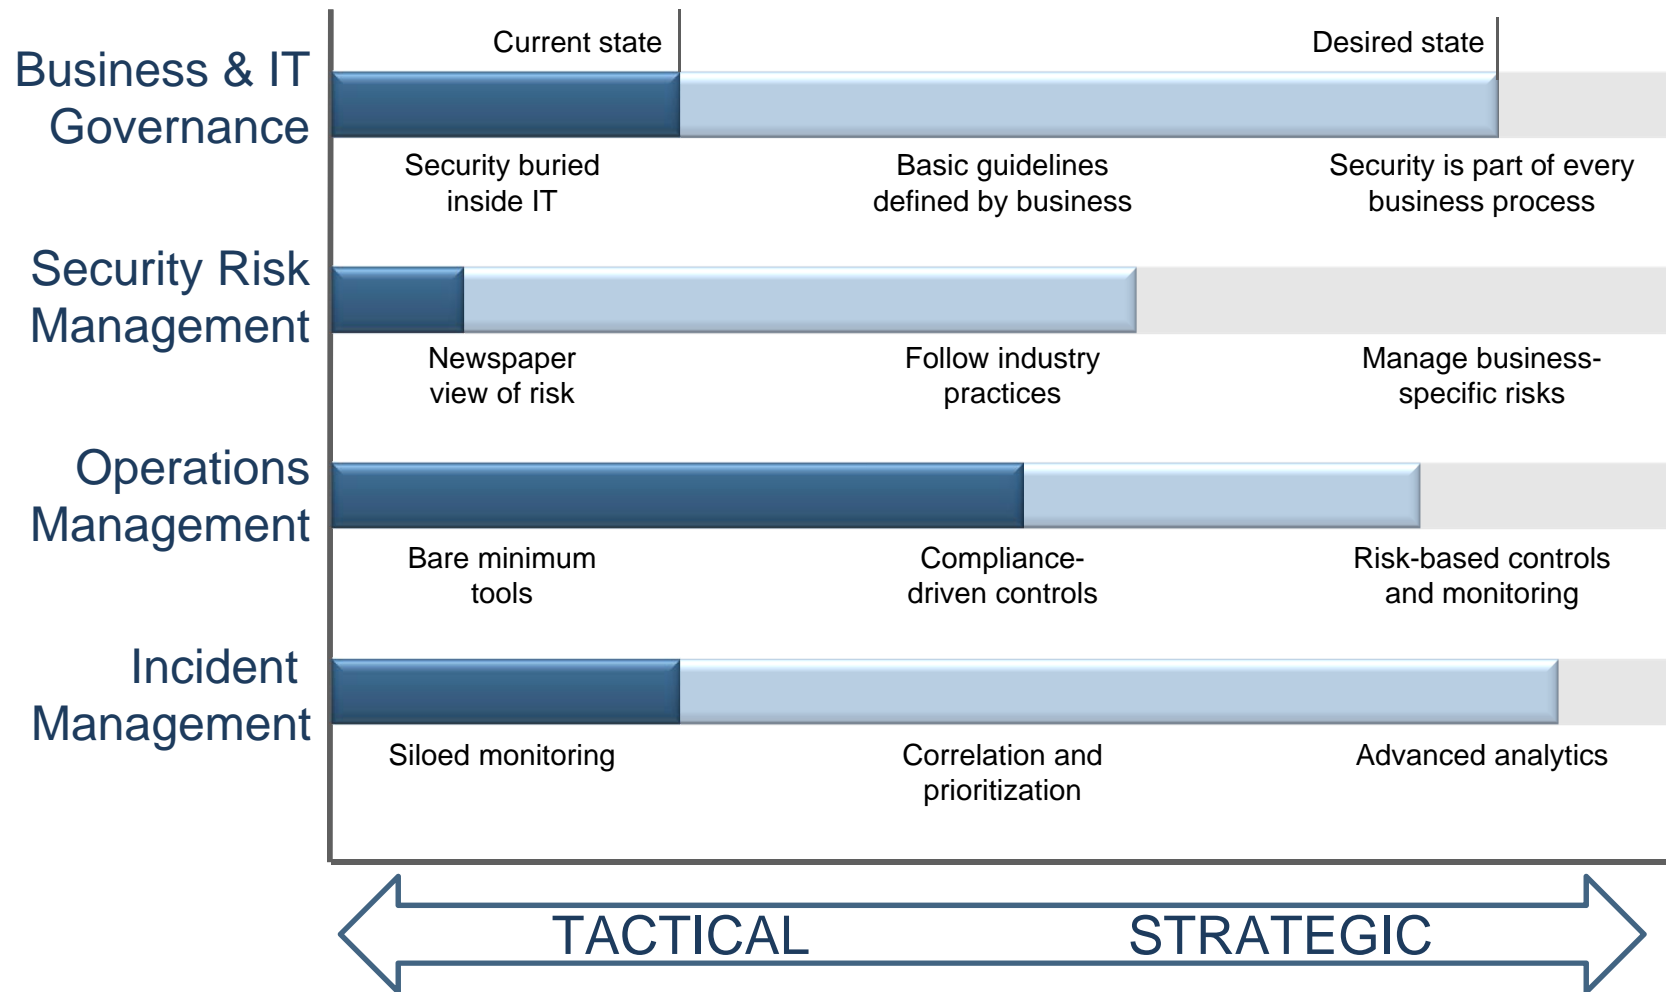 Current state
Desired state
Business & IT
Governance
Security buried
inside IT
Basic guidelines
defined by business
Security is part of every
business process
Security Risk
Management
Newspaper
view of risk
Follow industry
practices
Manage business-
specific risks
Operations
Management
Bare minimum
tools
Compliance-
driven controls
Risk-based controls
and monitoring
Incident
Management
Siloed monitoring
Correlation and
prioritization
Advanced analytics
TACTICAL
STRATEGIC